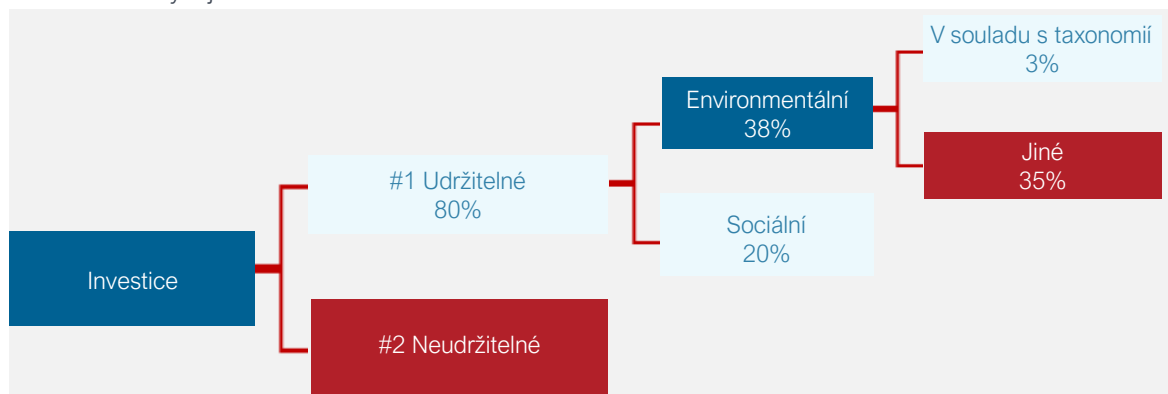 V souladu s taxonomií
3%
Environmentální
38%
Jiné
35%
#1 Udržitelné
80%
Sociální
20%
Investice
#2 Neudržitelné